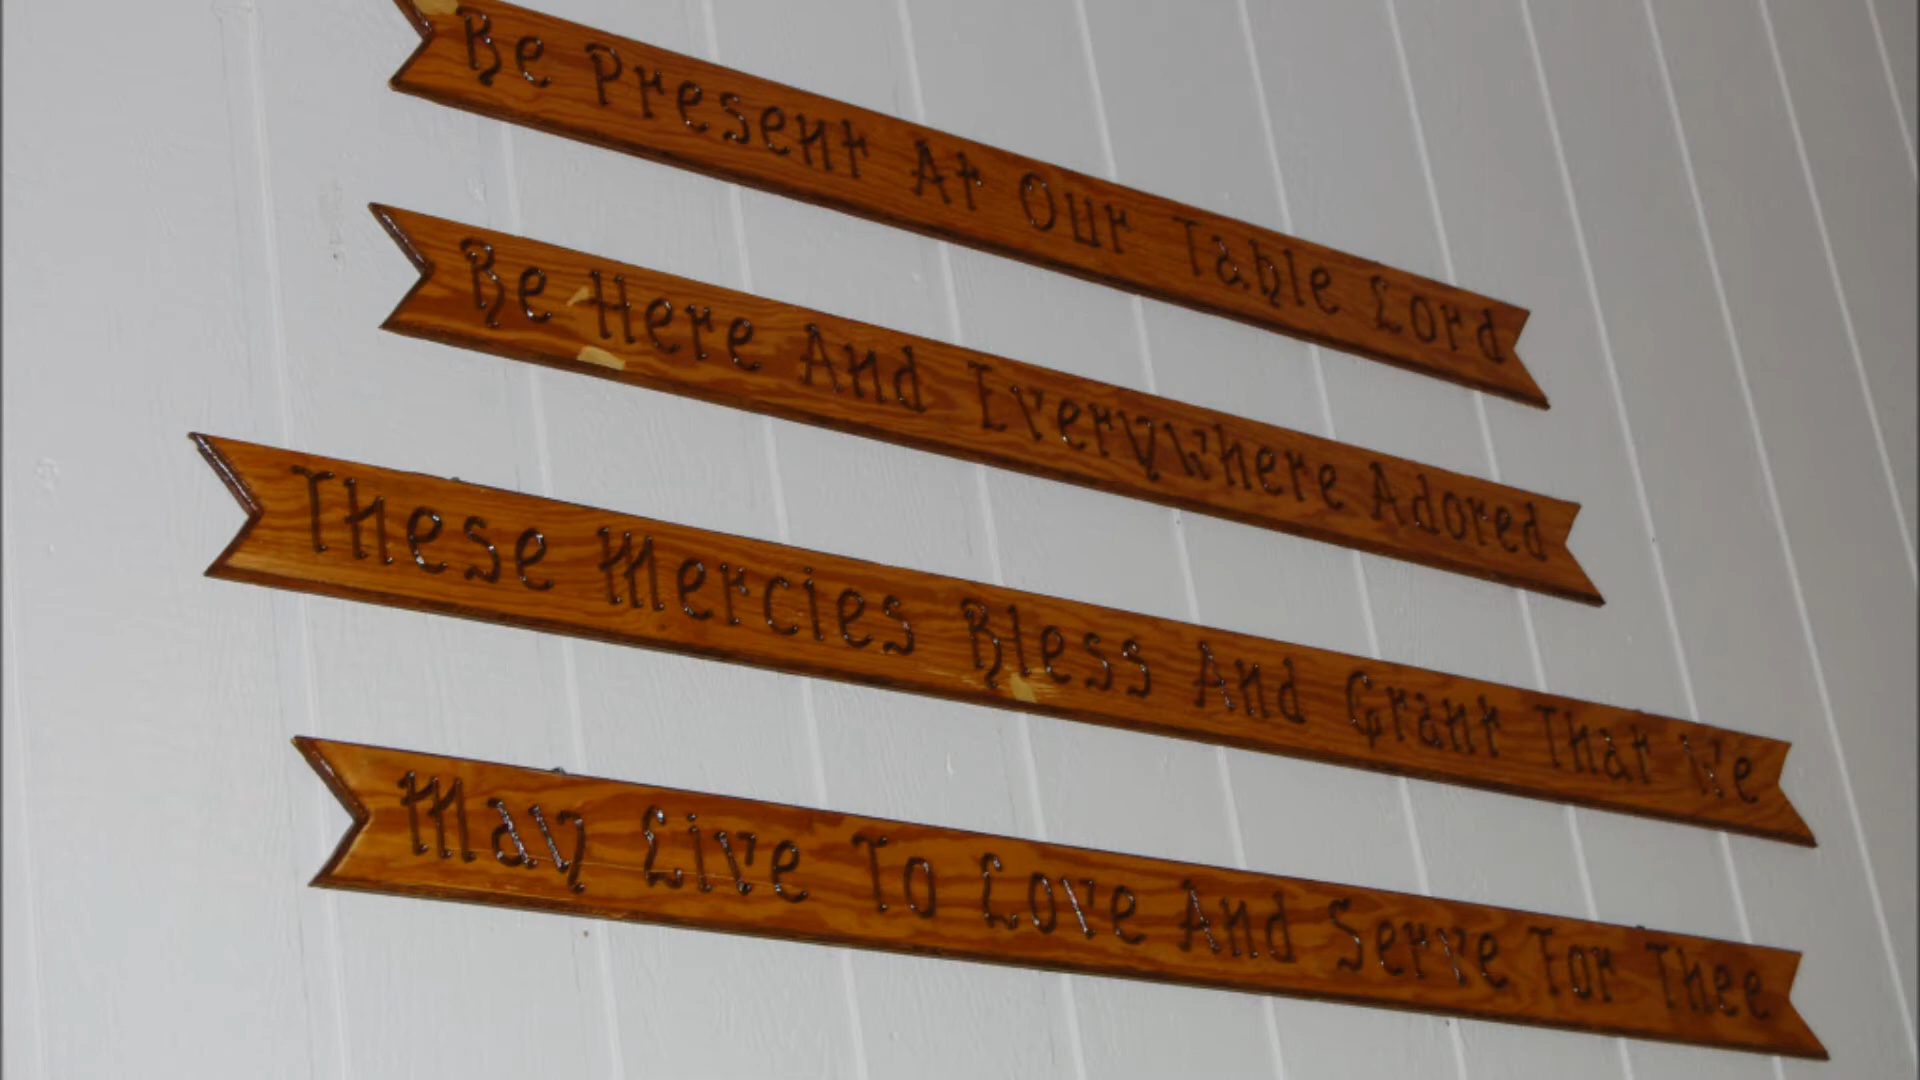 Be Present At Our Table Lord
Be Here And Everywhere Adored
These Mercies Bless And Grant That We
May Live To Love And Serve For Thee